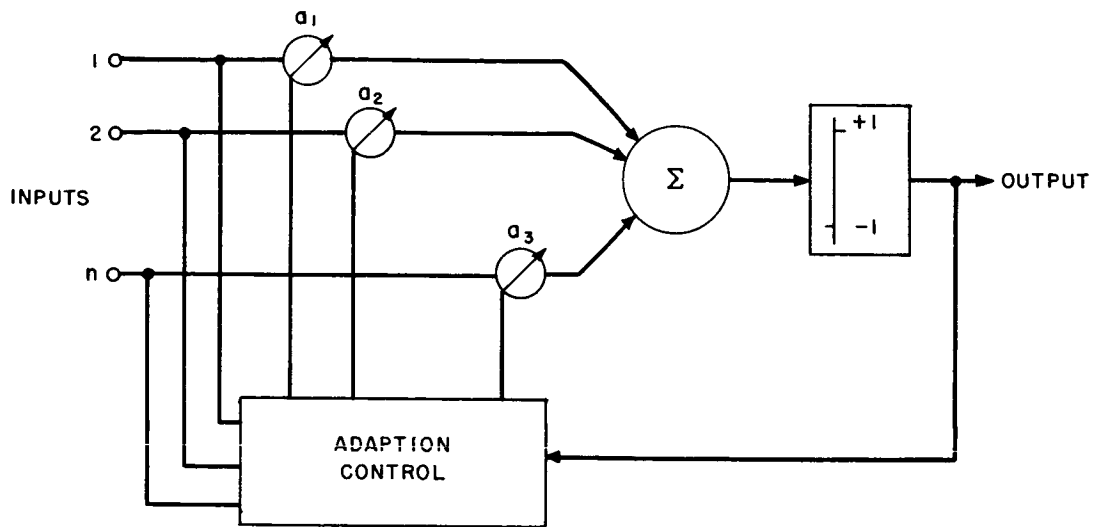 a1
1
a2
2
+1
Σ
OUTPUT
INPUTS
-1
a3
n
ADAPTION
CONTROL